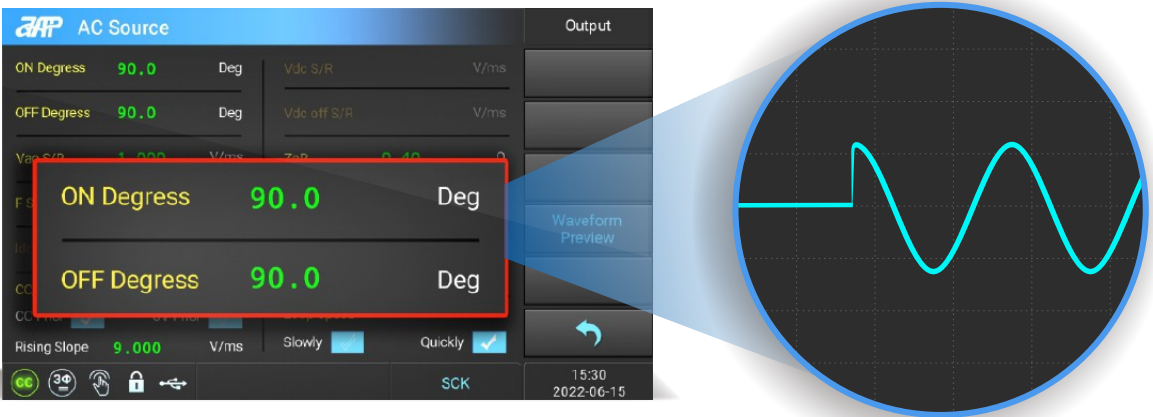 AAP AC Source
Output
ON Degress 90.0 Deg
Vdc S/R V/ms
OFF Degress 90.0 Deg
Vdc off S/R V/ms
ON Degress 90.0 Deg
OFF Degress 90.0 Deg
Waveform
Preview
Rising Slope 9.000 V/ms
Slowly
Quickly
CC
3Φ
SCK
15:30
2022-06-15